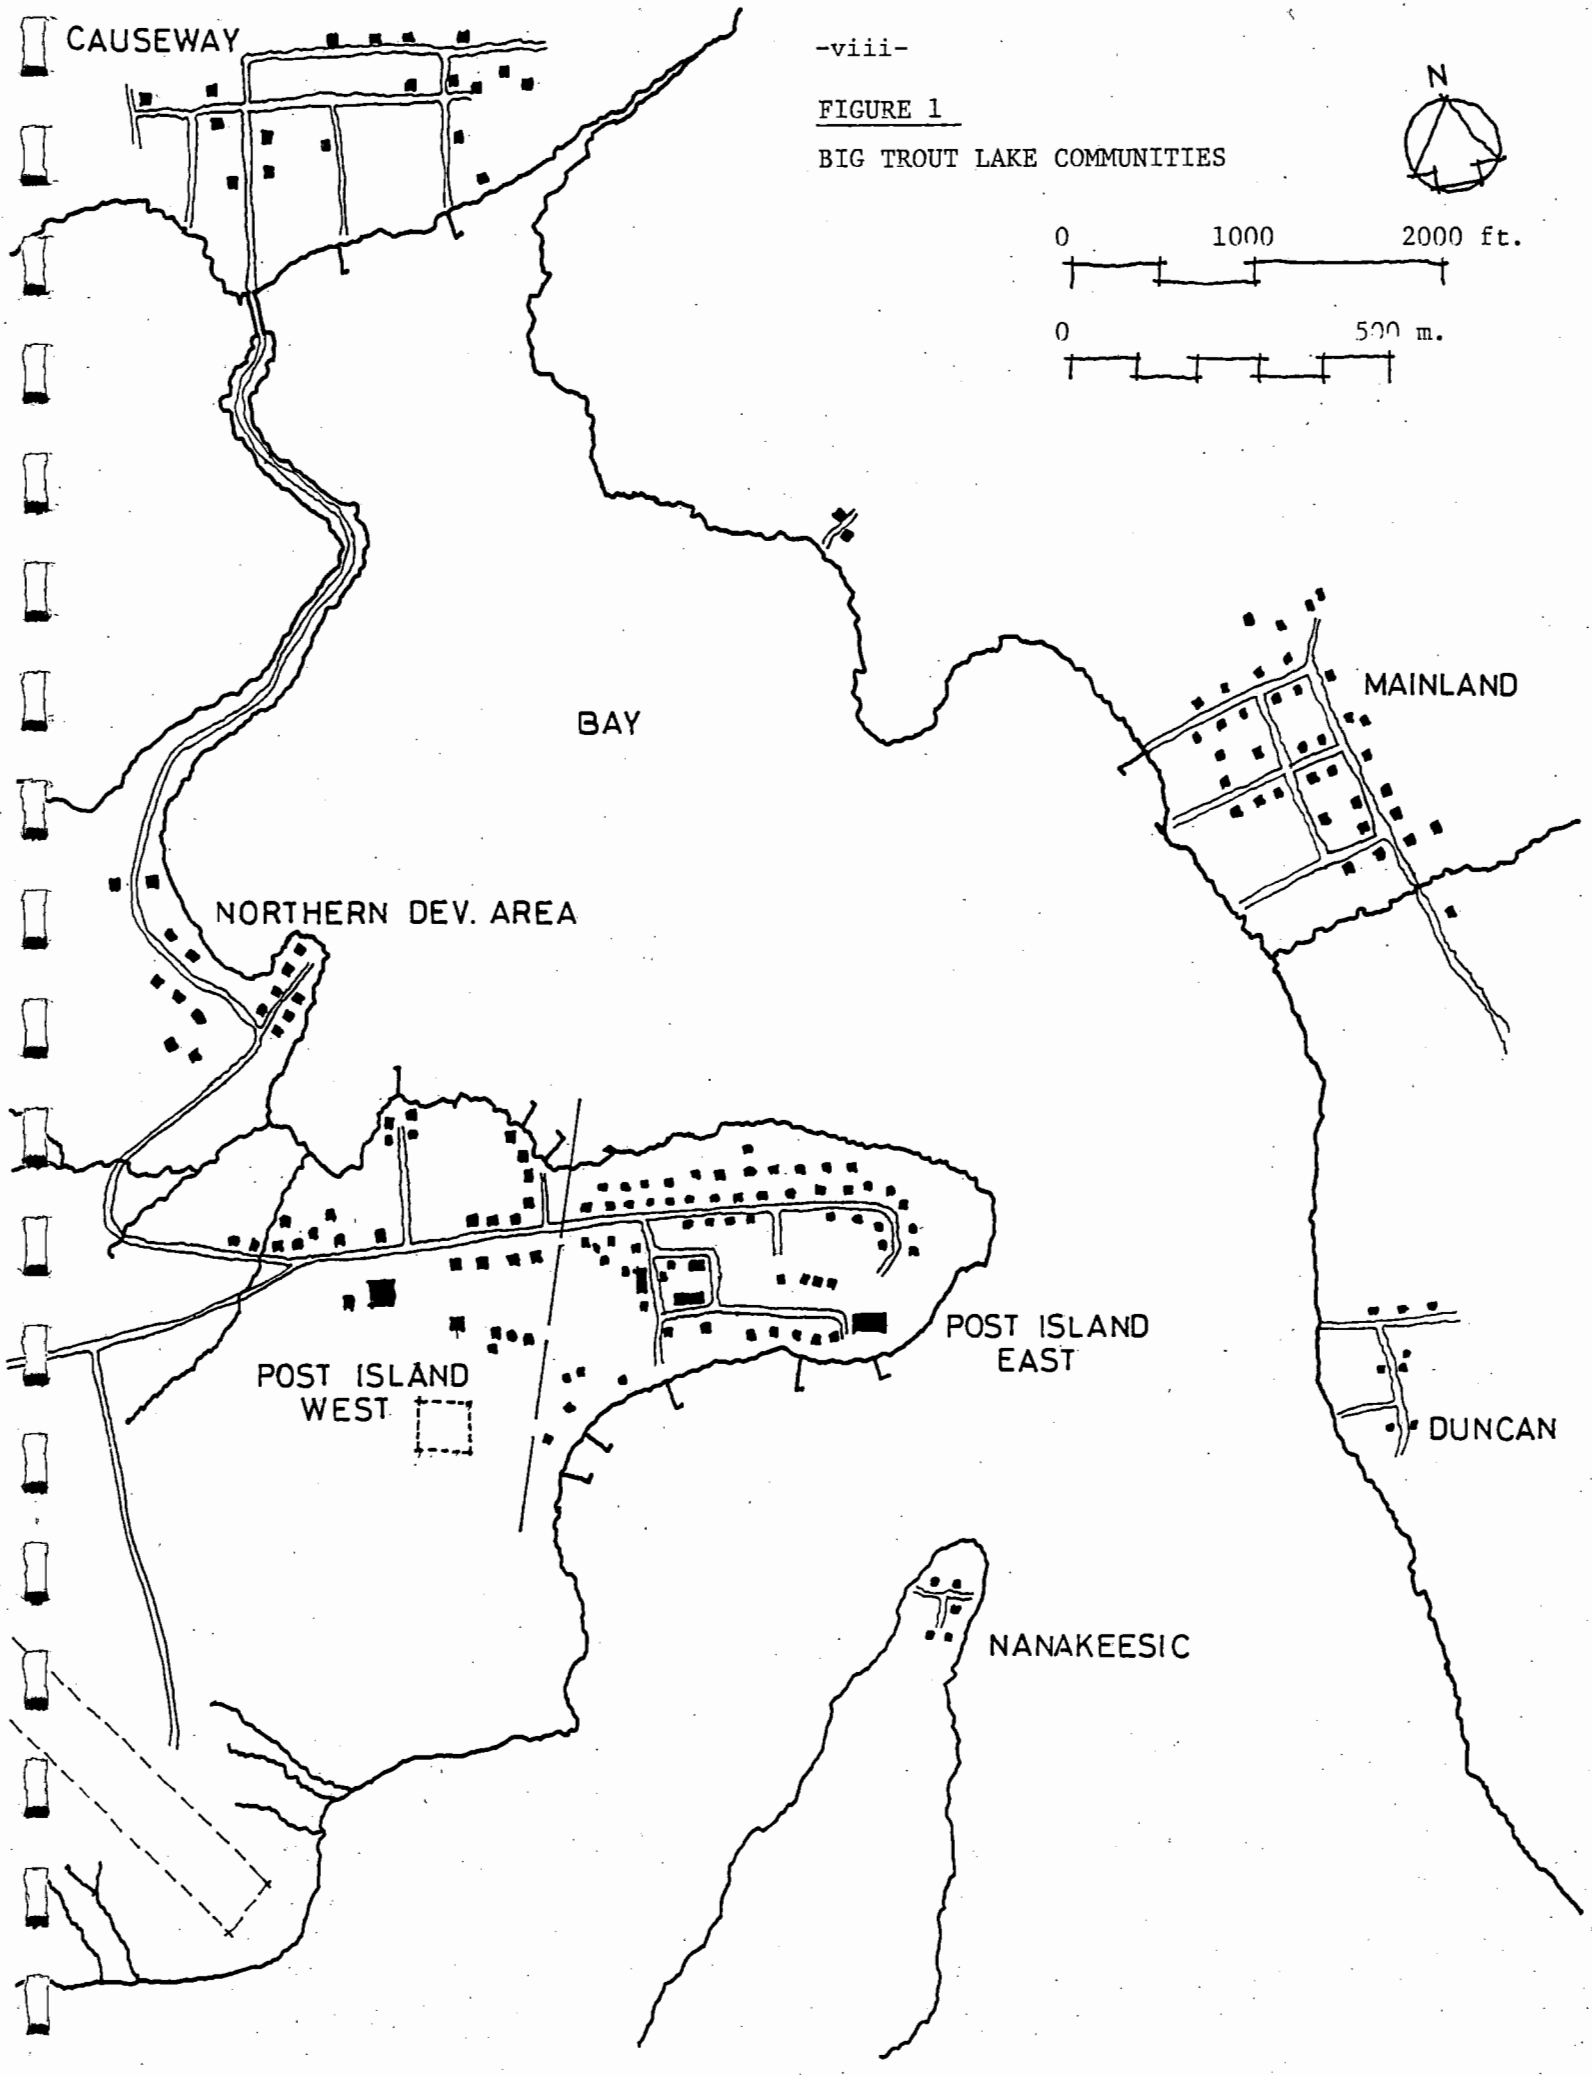 CAUSEWAY
-viii-
FIGURE 1
BIG TROUT LAKE COMMUNITIES
N
0 1000 2000 ft.
0 500 m.
MAINLAND
BAY
NORTHERN DEV. AREA
POST ISLAND
EAST
POST ISLAND
WEST
DUNCAN
NANAKEESIC